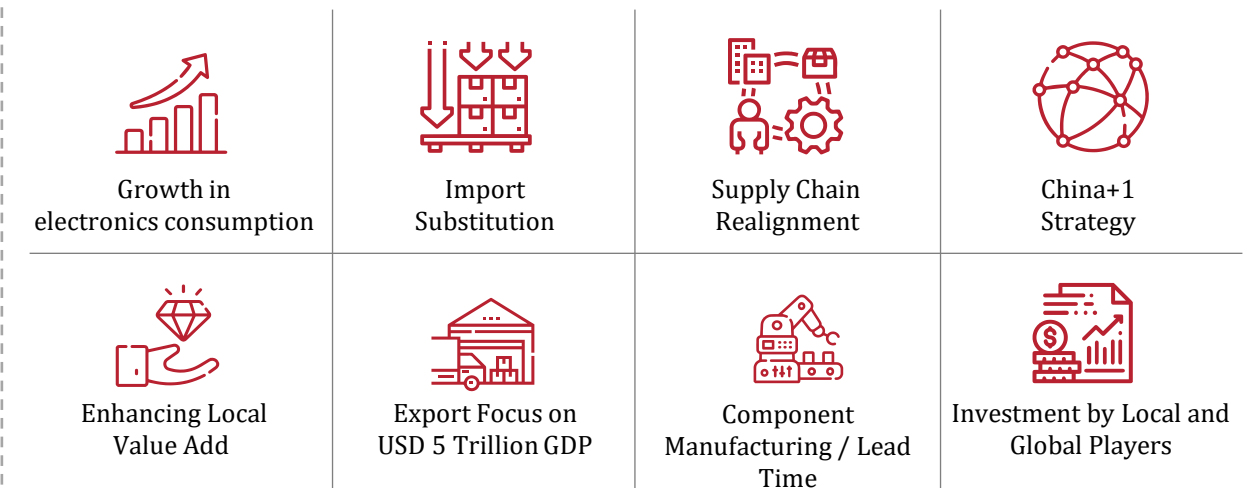 Growth in
electronics consumption
Import
Substitution
Supply Chain
Realignment
China+1
Strategy
Enhancing Local
Value Add
Export Focus on
USD 5 Trillion GDP
Component
Manufacturing / Lead
Time
Investment by Local and
Global Players